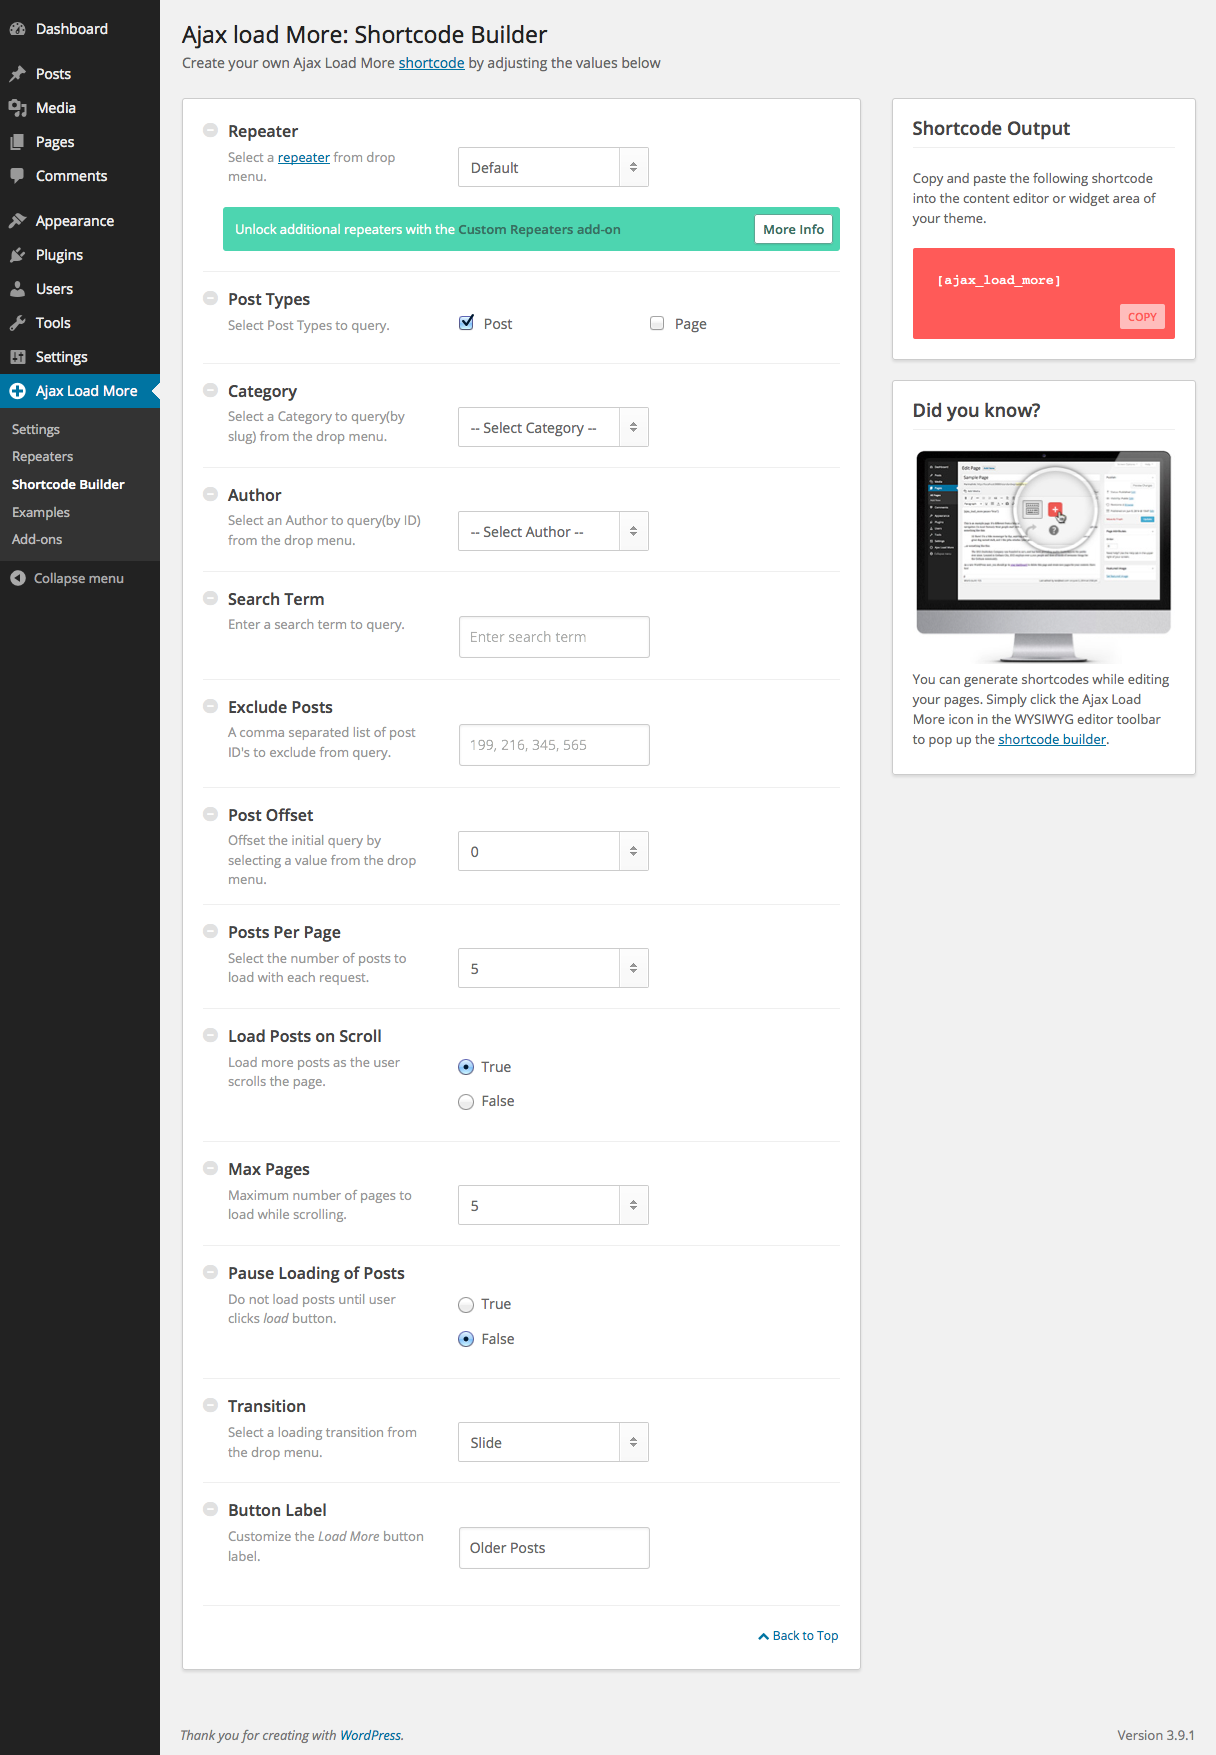 Dashboard
Posts
Media
Pages
Comments
Appearance
Plugins
Users
Tools
Settings
Ajax Load More
Settings
Repeaters
Shortcode Builder
Examples
Add-ons
Collapse menu
Ajax load More: Shortcode Builder
Create your own Ajax Load More shortcode by adjusting the values below
Repeater
Select a repeater from drop
menu.
Default
Unlock additional repeaters with the Custom Repeaters add-on
More Info
Post Types
Select Post Types to query.
Post
Page
Category
Select a Category to query(by
slug) from the drop menu.
-- Select Category --
Author
Select an Author to query(by ID)
from the drop menu.
-- Select Author --
Search Term
Enter a search term to query.
Enter search term
Exclude Posts
A comma separated list of post
ID's to exclude from query.
199, 216, 345, 565
Post Offset
Offset the initial query by
selecting a value from the drop
menu.
0
Posts Per Page
Select the number of posts to
load with each request.
5
Load Posts on Scroll
Load more posts as the user
scrolls the page.
True
False
Max Pages
Maximum number of pages to
load while scrolling.
5
Pause Loading of Posts
Do not load posts until user
clicks load button.
True
False
Transition
Select a loading transition from
the drop menu.
Slide
Button Label
Customize the Load More button
label.
Older Posts
Back to Top
Shortcode Output
Copy and paste the following shortcode
into the content editor or widget area of
your theme.
[ajax_load_more]
COPY
Did you know?
Edit Page
Sample Page
You can generate shortcodes while editing
your pages. Simply click the Ajax Load
More icon in the WYSIWYG editor toolbar
to pop up the shortcode builder.
Thank you for creating with WordPress.
Version 3.9.1